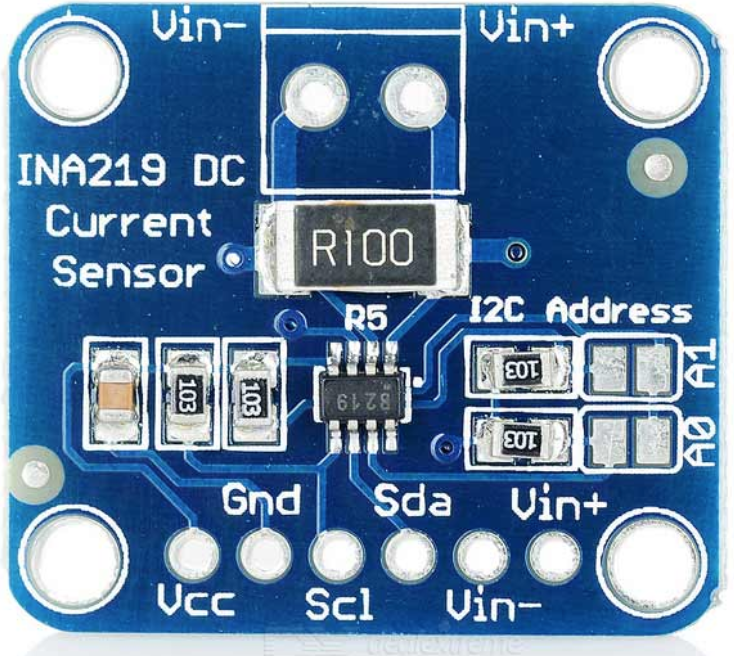 Vin-
Vin+
INA219 DC
Current
Sensor
R100
R5
I2C Address
103
103
103
103
B219
A1
A0
Gnd
Sda
Vin+
Vcc
Scl
Vin-
dealextreme